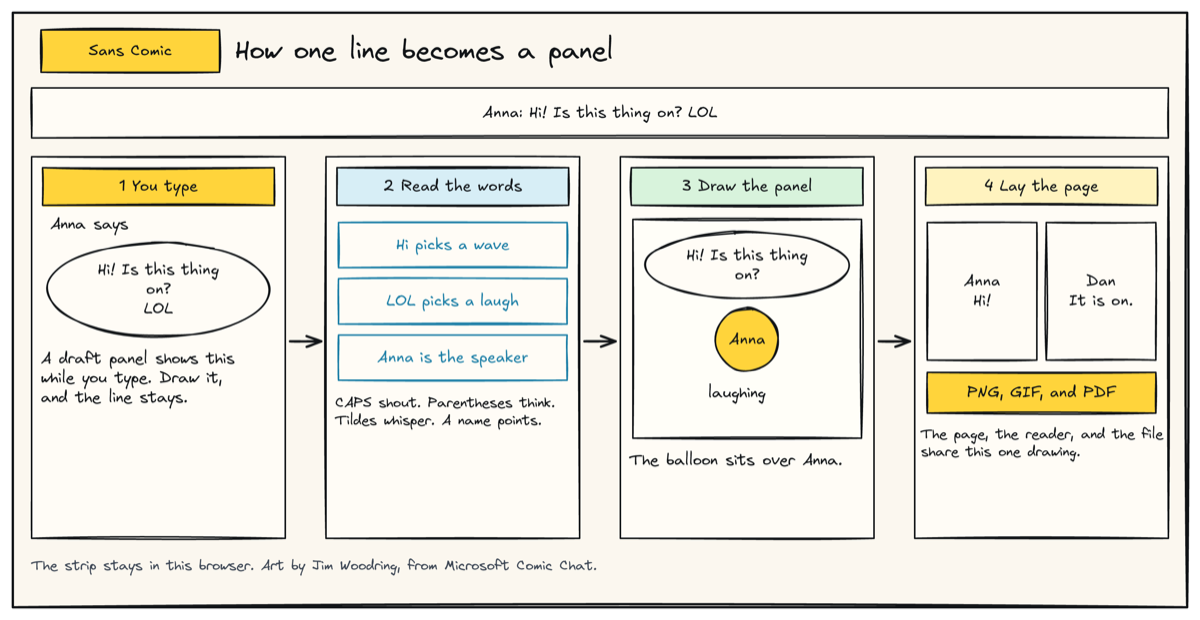 Sans Comic
How one line becomes a panel
Anna: Hi! Is this thing on? LOL
1 You type
Anna says
Hi! Is this thing
on?
LOL
A draft panel shows this
while you type. Draw it,
and the line stays.
2 Read the words
Hi picks a wave
LOL picks a laugh
Anna is the speaker
CAPS shout. Parentheses think.
Tildes whisper. A name points.
3 Draw the panel
Hi! Is this thing
on?
Anna
laughing
The balloon sits over Anna.
4 Lay the page
Anna
Hi!
Dan
It is on.
PNG, GIF, and PDF
The page, the reader, and the file
share this one drawing.
The strip stays in this browser. Art by Jim Woodring, from Microsoft Comic Chat.